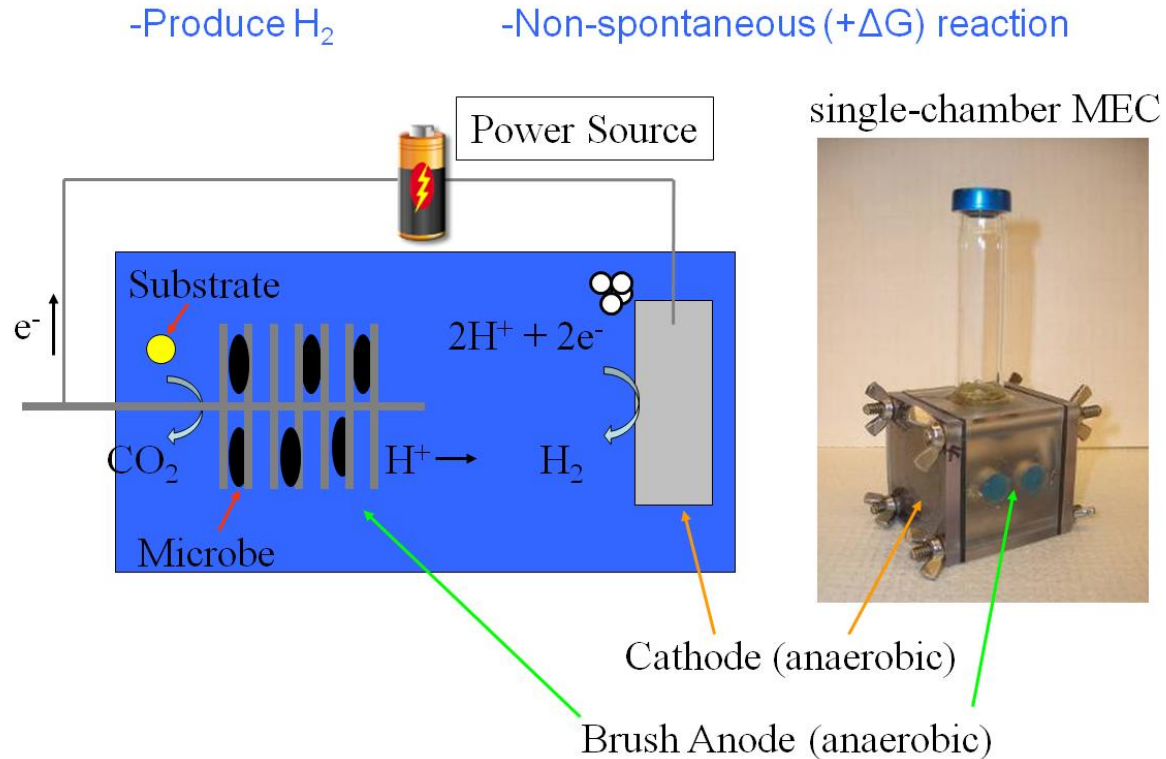 -Produce H₂
-Non-spontaneous (+ΔG) reaction
single-chamber MEC
Power Source
Substrate
e⁻
2H⁺ + 2e⁻
CO₂
H⁺
H₂
Microbe
Cathode (anaerobic)
Brush Anode (anaerobic)